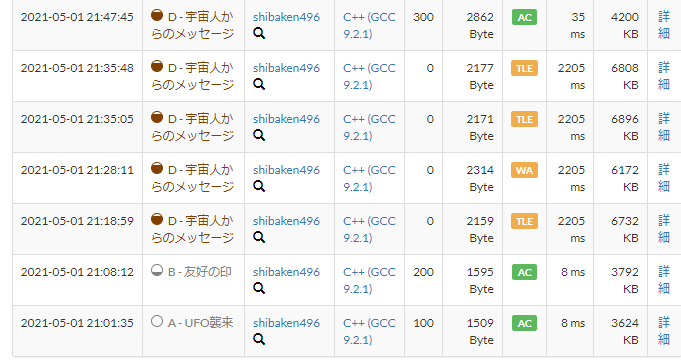 2021-05-01 21:47:45 D - 宇宙人か shibaken496 C++ (GCC 300 2862 AC 35 4200 詳
らのメッセージ 9.2.1) Byte ms KB 細
2021-05-01 21:35:48 D - 宇宙人か shibaken496 C++ (GCC 0 2177 TLE 2205 6808 詳
らのメッセージ 9.2.1) Byte ms KB 細
2021-05-01 21:35:05 D - 宇宙人か shibaken496 C++ (GCC 0 2171 TLE 2205 6896 詳
らのメッセージ 9.2.1) Byte ms KB 細
2021-05-01 21:28:11 D - 宇宙人か shibaken496 C++ (GCC 0 2314 WA 2205 6172 詳
らのメッセージ 9.2.1) Byte ms KB 細
2021-05-01 21:18:59 D - 宇宙人か shibaken496 C++ (GCC 0 2159 TLE 2205 6732 詳
らのメッセージ 9.2.1) Byte ms KB 細
2021-05-01 21:08:12 B - 友好の印 shibaken496 C++ (GCC 200 1595 AC 8 ms 3792 詳
9.2.1) Byte KB 細
2021-05-01 21:01:35 A - UFO襲来 shibaken496 C++ (GCC 100 1509 AC 8 ms 3624 詳
9.2.1) Byte KB 細